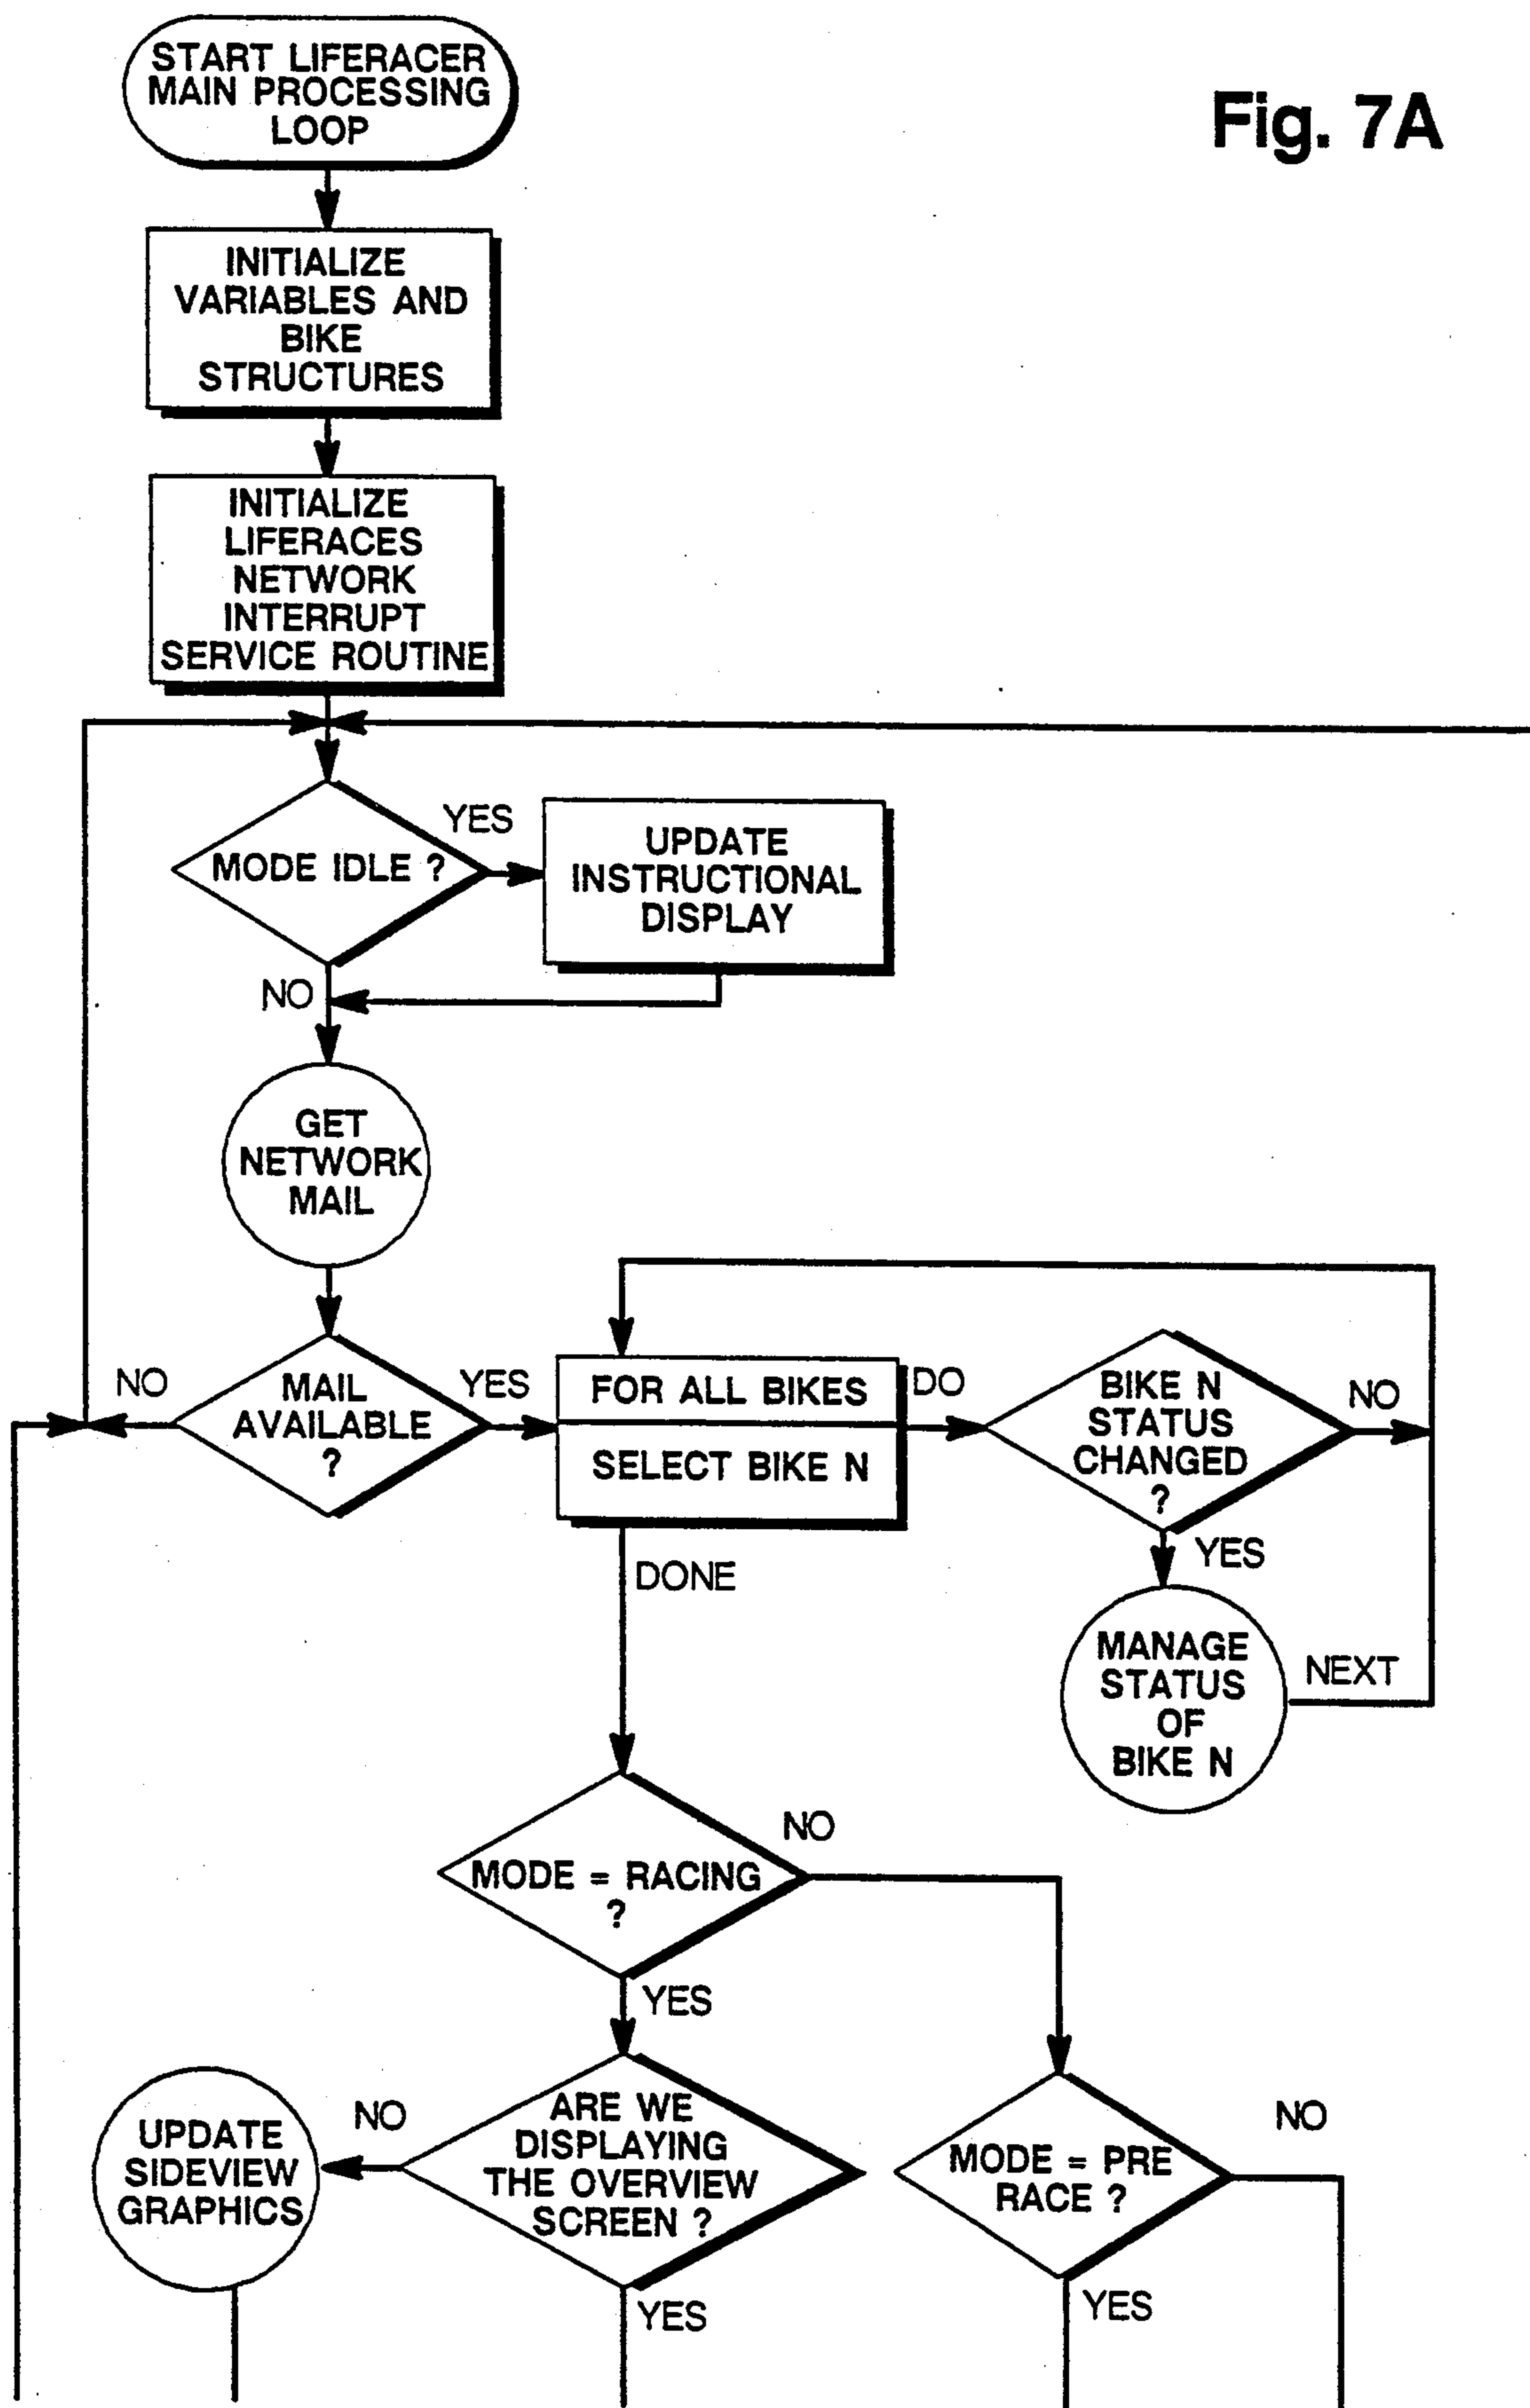 START LIFERACER
MAIN PROCESSING
LOOP
Fig. 7A
INITIALIZE
VARIABLES AND
BIKE
STRUCTURES
INITIALIZE
LIFERACES
NETWORK
INTERRUPT
SERVICE ROUTINE
MODE IDLE ?
YES
UPDATE
INSTRUCTIONAL
DISPLAY
NO
GET
NETWORK
MAIL
NO
MAIL
AVAILABLE
?
YES
FOR ALL BIKES
SELECT BIKE N
DO
BIKE N
STATUS
CHANGED
?
NO
YES
DONE
MANAGE
STATUS
OF
BIKE N
NEXT
MODE = RACING
?
NO
YES
UPDATE
SIDEVIEW
GRAPHICS
NO
ARE WE
DISPLAYING
THE OVERVIEW
SCREEN ?
YES
MODE = PRE
RACE ?
NO
YES